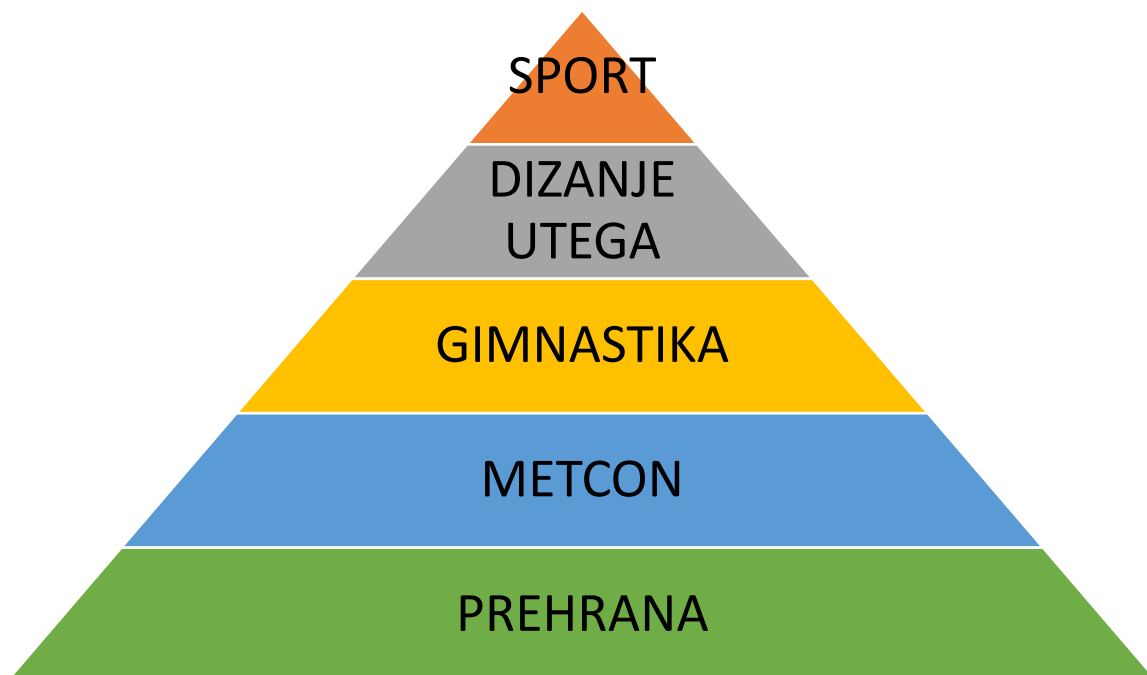 SPORT
DIZANJE
UTEGA
GIMNASTIKA
METCON
PREHRANA